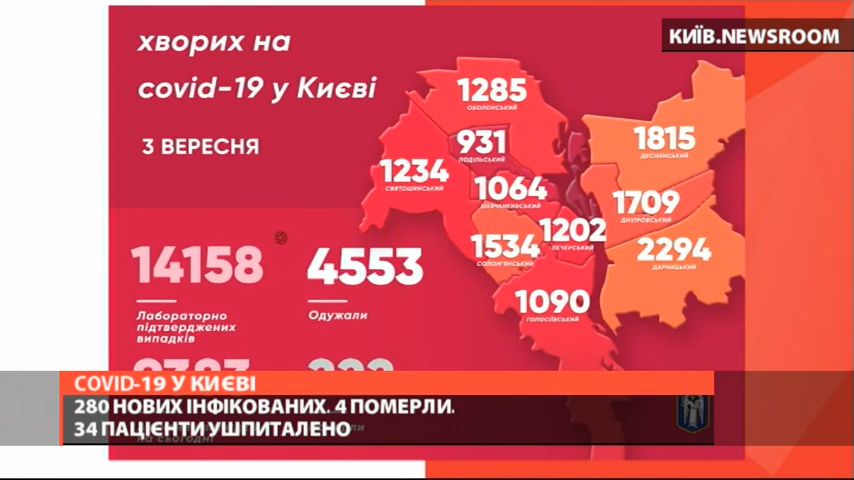 КИЇВ.NEWSROOM
хворих на
covid-19 у Києві
3 ВЕРЕСНЯ
1285
ОБОЛОНСЬКИЙ
931
ПОДІЛЬСЬКИЙ
1815
ДЕСНЯНСЬКИЙ
1234
СВЯТОШИНСЬКИЙ
1064
ШЕВЧЕНКІВСЬКИЙ
1709
ДНІПРОВСЬКИЙ
1202
ПЕЧЕРСЬКИЙ
1534
СОЛОМ'ЯНСЬКИЙ
2294
ДАРНИЦЬКИЙ
1090
ГОЛОСІЇВСЬКИЙ
14158
Лабораторно
підтверджених
випадків
4553
Одужали
COVID-19 У КИЄВІ
280 НОВИХ ІНФІКОВАНИХ. 4 ПОМЕРЛИ.
34 ПАЦІЄНТИ УШПИТАЛЕНО
на сьогодні